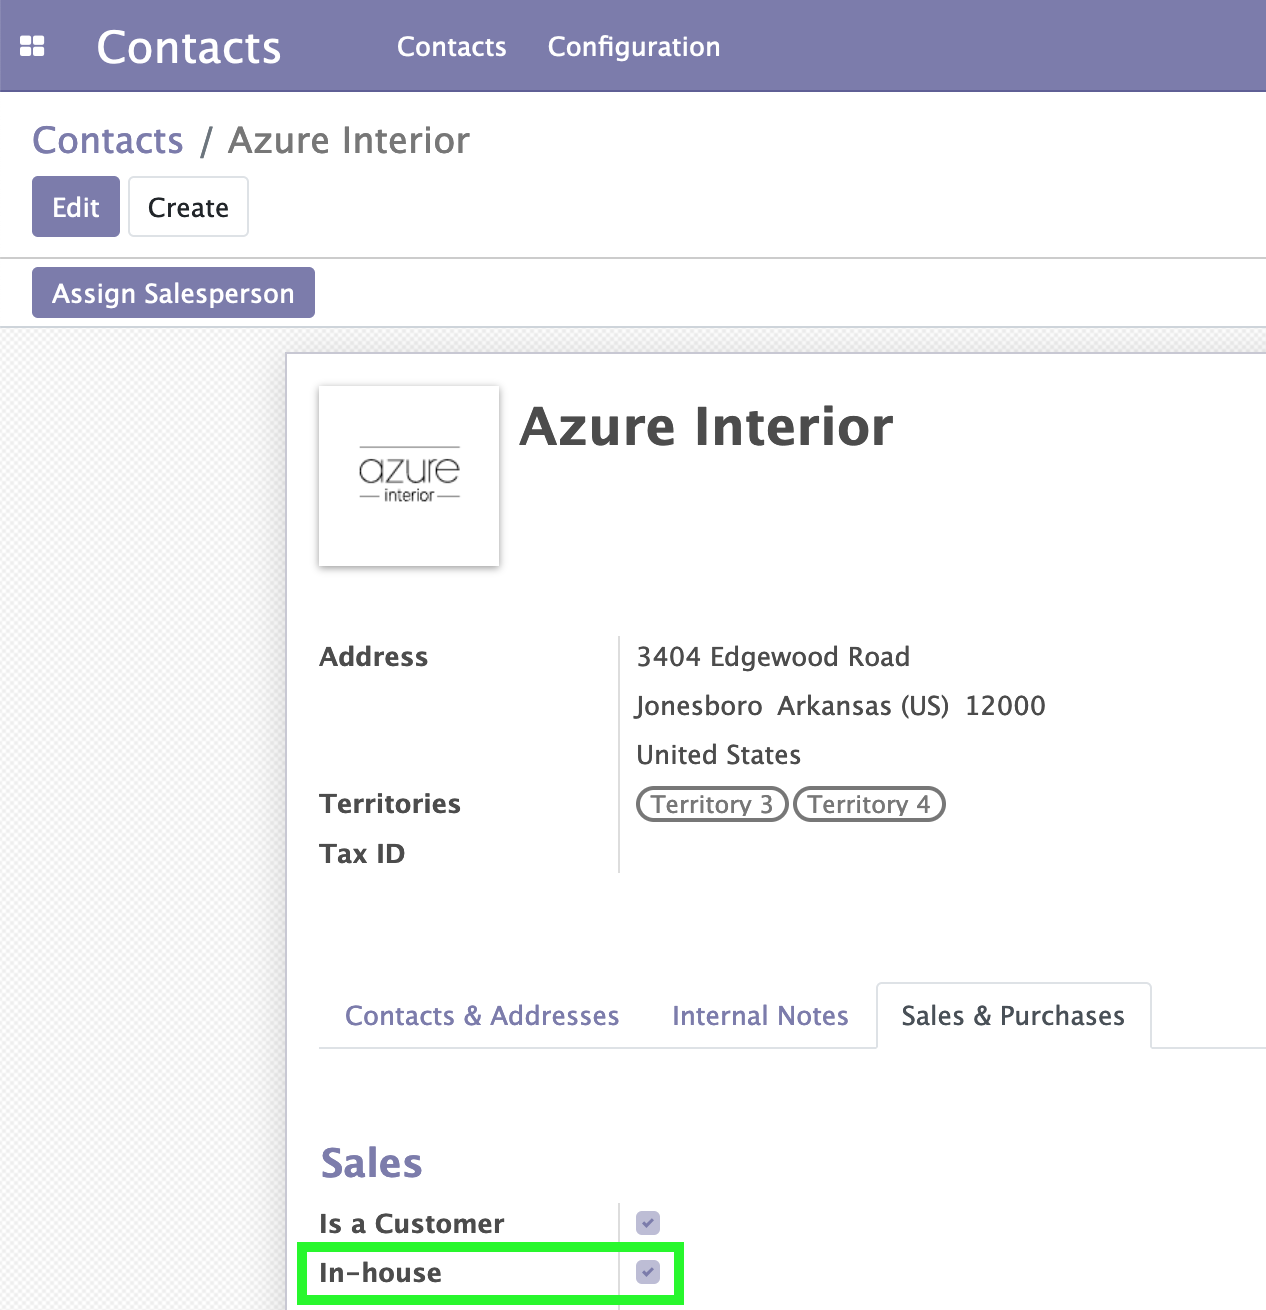 Contacts Contacts Configuration
Contacts / Azure Interior
Edit Create
Assign Salesperson
azure
interior
Azure Interior
Address 3404 Edgewood Road
Jonesboro Arkansas (US) 12000
United States
Territories Territory 3 Territory 4
Tax ID
Contacts & Addresses Internal Notes Sales & Purchases
Sales
Is a Customer
In-house